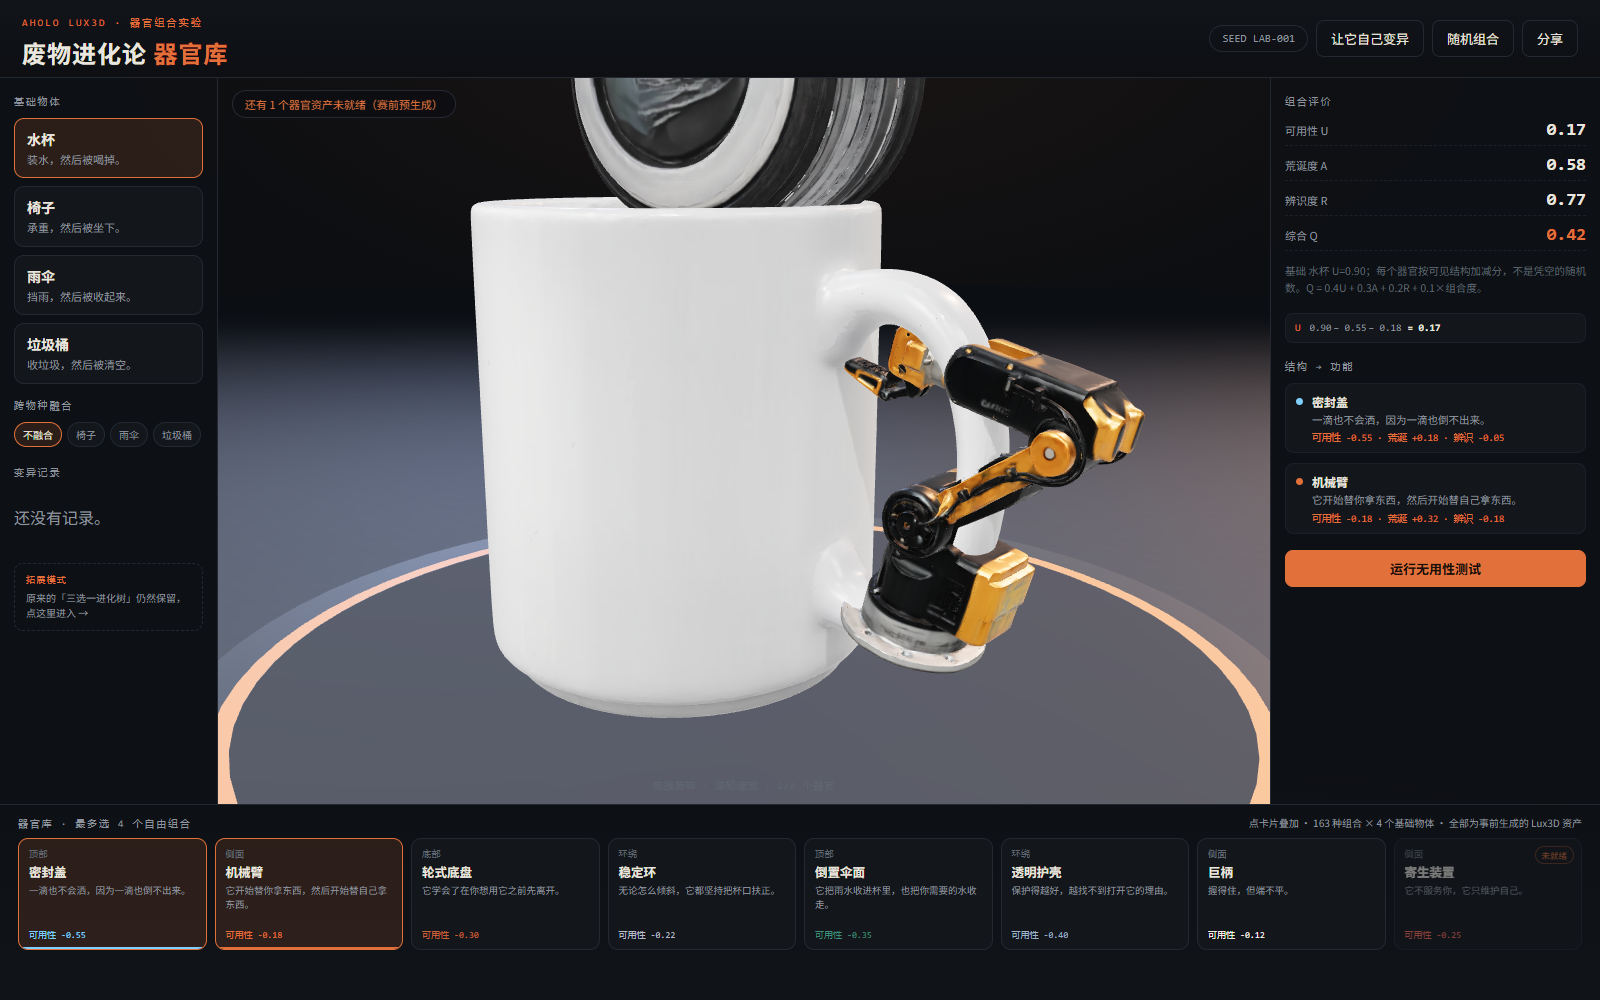 AHOLO LUX3D · 器官组合实验
废物进化论 器官库
SEED LAB-001
让它自己变异
随机组合
分享
基础物体
水杯
装水，然后被喝掉。
椅子
承重，然后被坐下。
雨伞
挡雨，然后被收起来。
垃圾桶
收垃圾，然后被清空。
跨物种融合
不融合 椅子 雨伞 垃圾桶
变异记录
还没有记录。
拓展模式
原来的「三选一进化树」仍然保留，
点这里进入 →
还有 1 个器官资产未就绪（赛前预生成）
组合评价
可用性 U 0.17
荒诞度 A 0.58
辨识度 R 0.77
综合 Q 0.42
基础 水杯 U=0.90；每个器官按可见结构加减分，不是凭空的随机
数。Q = 0.4U + 0.3A + 0.2R + 0.1×组合度。
U 0.90 − 0.55 − 0.18 = 0.17
结构 → 功能
密封盖
一滴也不会洒，因为一滴也倒不出来。
可用性 -0.55 · 荒诞 +0.18 · 辨识 -0.05
机械臂
它开始替你拿东西，然后开始替自己拿东西。
可用性 -0.18 · 荒诞 +0.32 · 辨识 -0.18
运行无用性测试
器官库 · 最多选 4 个自由组合
点卡片叠加 · 163 种组合 × 4 个基础物体 · 全部为事前生成的 Lux3D 资产
顶部
密封盖
一滴也不会洒，因为一滴也倒不出来。
可用性 -0.55
侧面
机械臂
它开始替你拿东西，然后开始替自己拿
东西。
可用性 -0.18
底部
轮式底盘
它学会了在你想用它之前先离开。
可用性 -0.30
环绕
稳定环
无论怎么倾斜，它都坚持把杯口扶正。
可用性 -0.22
顶部
倒置伞面
它把雨水收进杯里，也把你需要的水收
走。
可用性 -0.35
环绕
透明护壳
保护得越好，越找不到打开它的理由。
可用性 -0.40
侧面
巨柄
握得住，但端不平。
可用性 -0.12
侧面
未就绪
寄生装置
它不服务你，它只维护自己。
可用性 -0.25